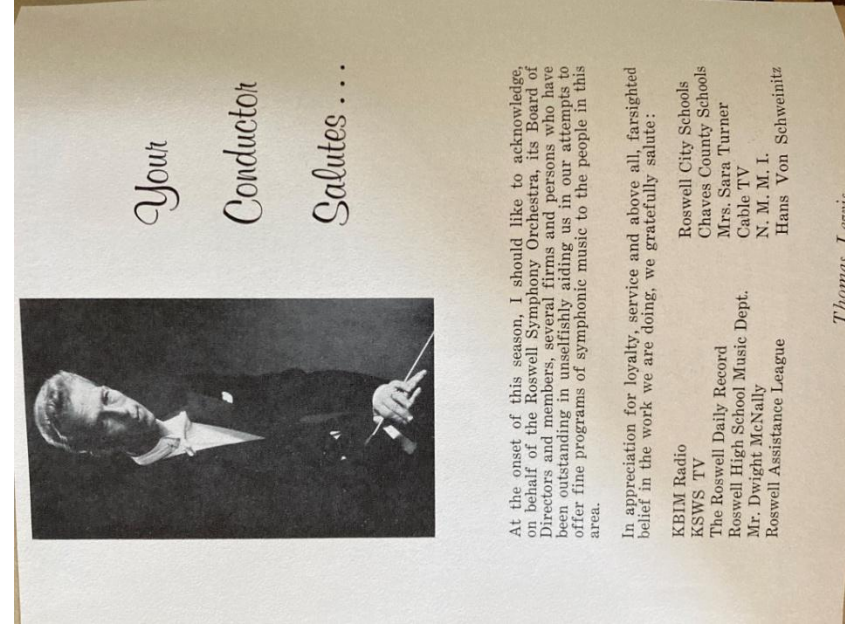 Your
Conductor
Salutes...
At the onset of this season, I should like to acknowledge,
on behalf of the Roswell Symphony Orchestra, its Board of
Directors and members, several firms and persons who have
been outstanding in unselfishly aiding us in our attempts to
offer fine programs of symphonic music to the people in this
area.
In appreciation for loyalty, service and above all, farsighted
belief in the work we are doing, we gratefully salute:
KBIM Radio
KSWS TV
The Roswell Daily Record
Roswell High School Music Dept.
Mr. Dwight McNally
Roswell Assistance League
Roswell City Schools
Chaves County Schools
Mrs. Sara Turner
Cable TV
N. M. M. I.
Hans Von Schweinitz
Thomas